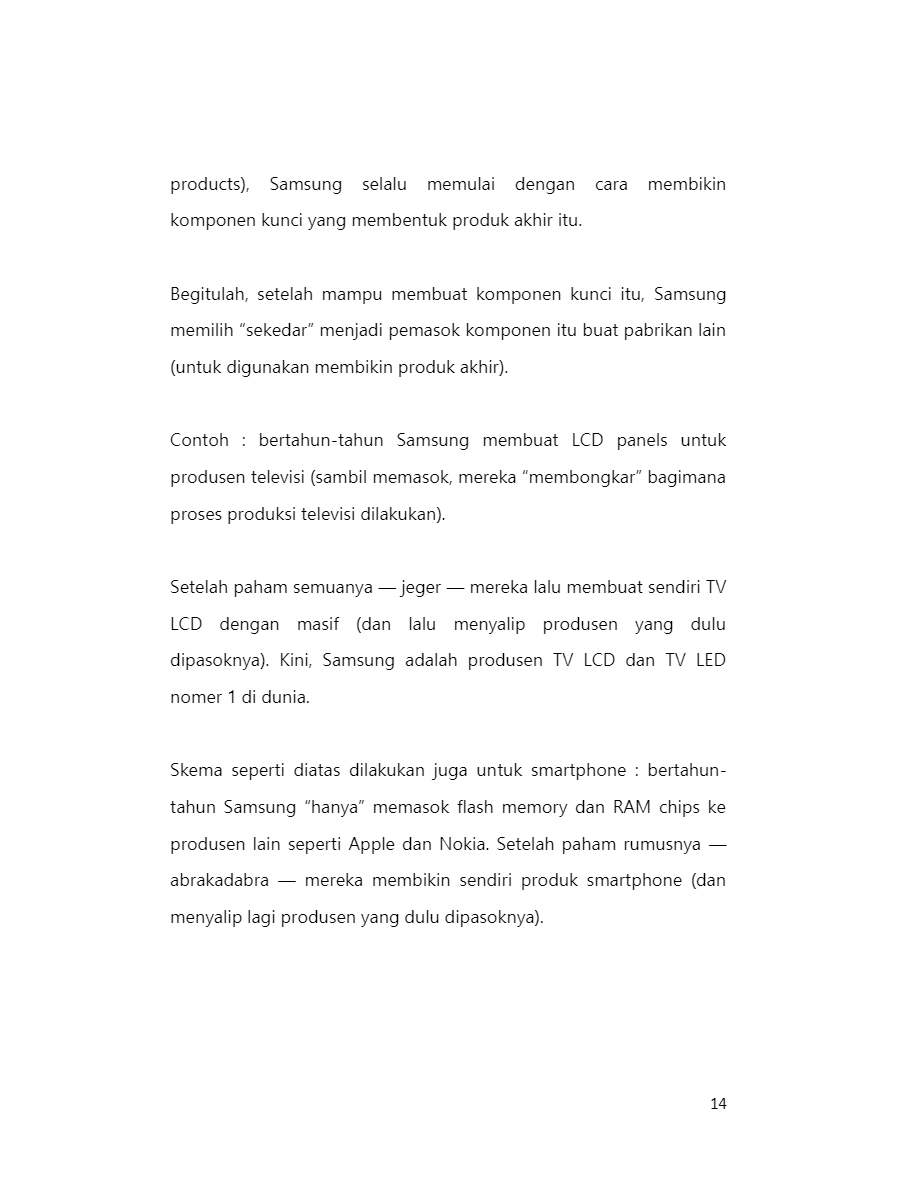 products), Samsung selalu memulai dengan cara membikin
komponen kunci yang membentuk produk akhir itu.
Begitulah, setelah mampu membuat komponen kunci itu, Samsung
memilih “sekedar” menjadi pemasok komponen itu buat pabrikan lain
(untuk digunakan membikin produk akhir).
Contoh : bertahun-tahun Samsung membuat LCD panels untuk
produsen televisi (sambil memasok, mereka “membongkar” bagimana
proses produksi televisi dilakukan).
Setelah paham semuanya — jeger — mereka lalu membuat sendiri TV
LCD dengan masif (dan lalu menyalip produsen yang dulu
dipasoknya). Kini, Samsung adalah produsen TV LCD dan TV LED
nomer 1 di dunia.
Skema seperti diatas dilakukan juga untuk smartphone : bertahun-
tahun Samsung “hanya” memasok flash memory dan RAM chips ke
produsen lain seperti Apple dan Nokia. Setelah paham rumusnya —
abrakadabra — mereka membikin sendiri produk smartphone (dan
menyalip lagi produsen yang dulu dipasoknya).
14